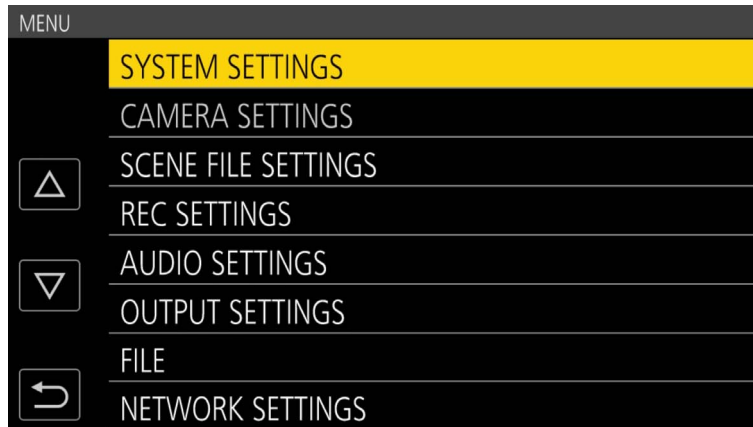 MENU
SYSTEM SETTINGS
CAMERA SETTINGS
SCENE FILE SETTINGS
REC SETTINGS
AUDIO SETTINGS
OUTPUT SETTINGS
FILE
NETWORK SETTINGS